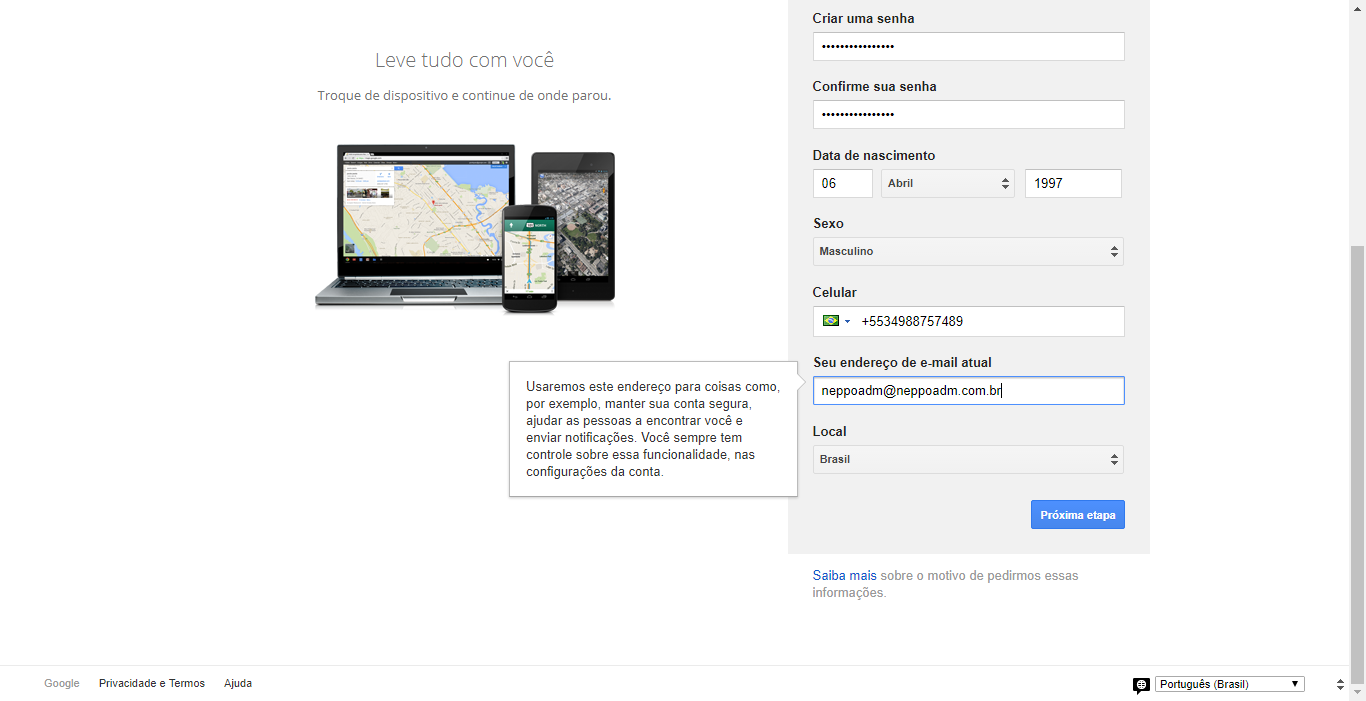 Leve tudo com você
Troque de dispositivo e continue de onde parou.
Criar uma senha
••••••••••••••••
Confirme sua senha
••••••••••••••••
Data de nascimento
06 Abril 1997
Sexo
Masculino
Celular
+5534988757489
Seu endereço de e-mail atual
neppoadm@neppoadm.com.br
Usaremos este endereço para coisas como,
por exemplo, manter sua conta segura,
ajudar as pessoas a encontrar você e
enviar notificações. Você sempre tem
controle sobre essa funcionalidade, nas
configurações da conta.
Local
Brasil
Próxima etapa
Saiba mais sobre o motivo de pedirmos essas
informações.
Google Privacidade e Termos Ajuda Português (Brasil)